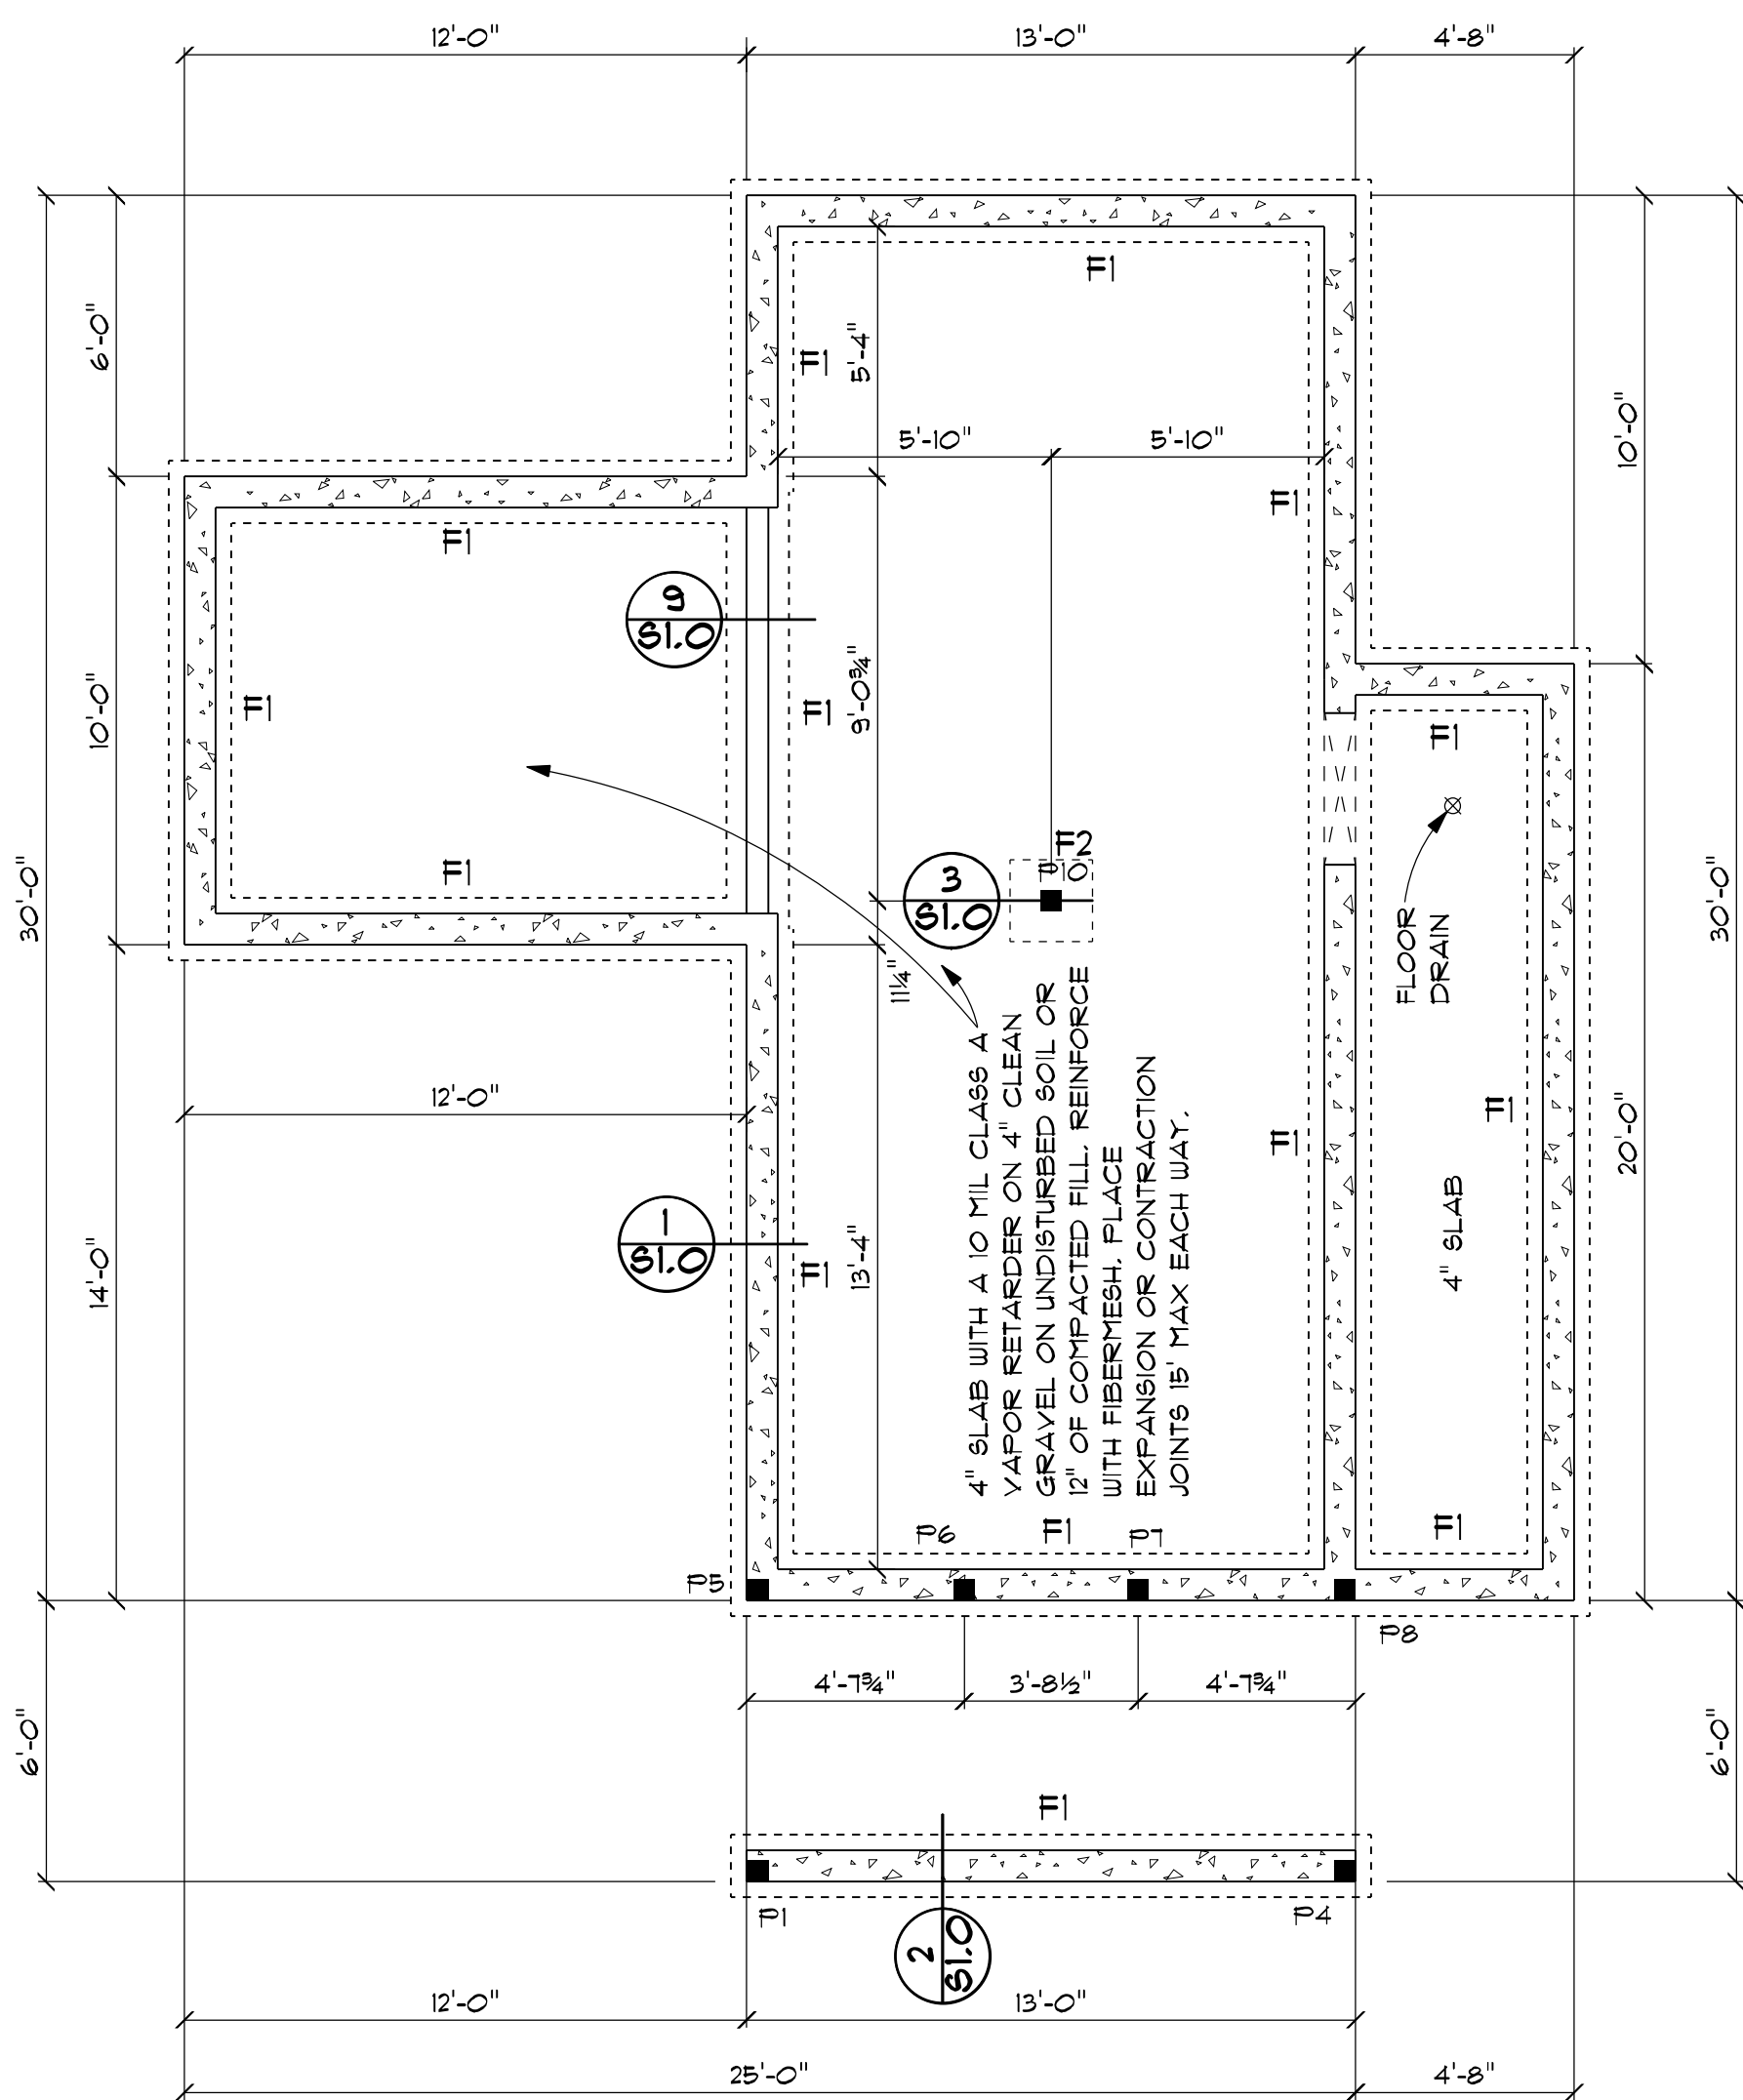 12'-0"
13'-0"
4'-8"
6'-0"
F1
F1
5'-4"
5'-10"
5'-10"
10'-0"
F1
F1
9
S1.0
10'-0"
F1
F1
9'-0¾"
F1
F1
30'-0"
F2
P10
3
S1.0
30'-0"
FLOOR
DRAIN
11¼"
12'-0"
4" SLAB WITH A 10 MIL CLASS A
VAPOR RETARDER ON 4" CLEAN
GRAVEL ON UNDISTURBED SOIL OR
12" OF COMPACTED FILL. REINFORCE
WITH FIBERMESH. PLACE
EXPANSION OR CONTRACTION
JOINTS 15' MAX EACH WAY.
F1
F1
20'-0"
1
S1.0
14'-0"
F1
13'-4"
4" SLAB
P6
F1
P7
F1
P5
P8
4'-7¾"
3'-8½"
4'-7¾"
6'-0"
6'-0"
F1
P1
P4
2
S1.0
12'-0"
13'-0"
25'-0"
4'-8"